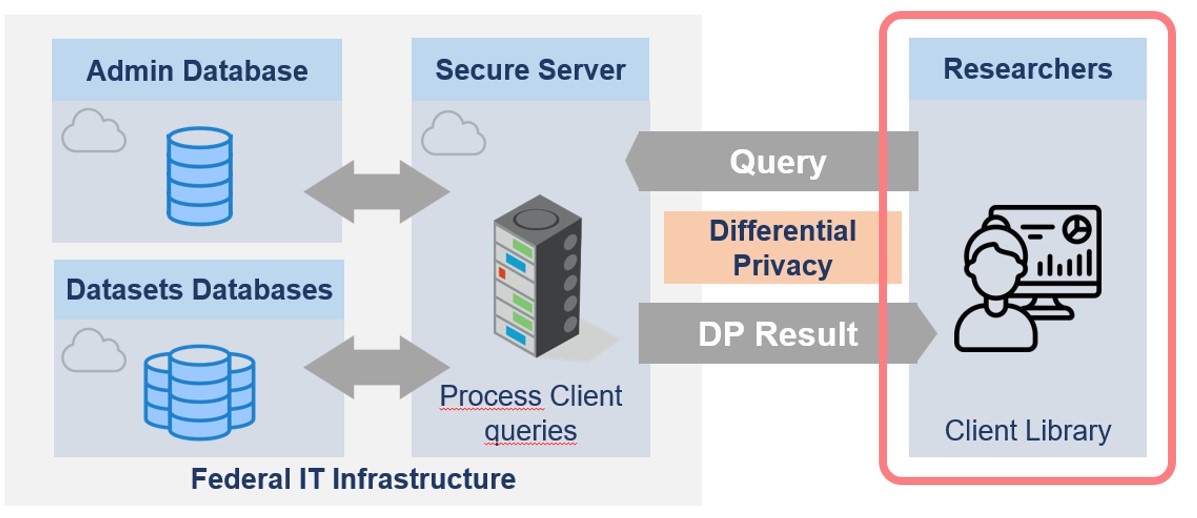 Admin Database
Secure Server
Researchers
Query
Differential
Privacy
Datasets Databases
DP Result
Process Client
queries
Client Library
Federal IT Infrastructure